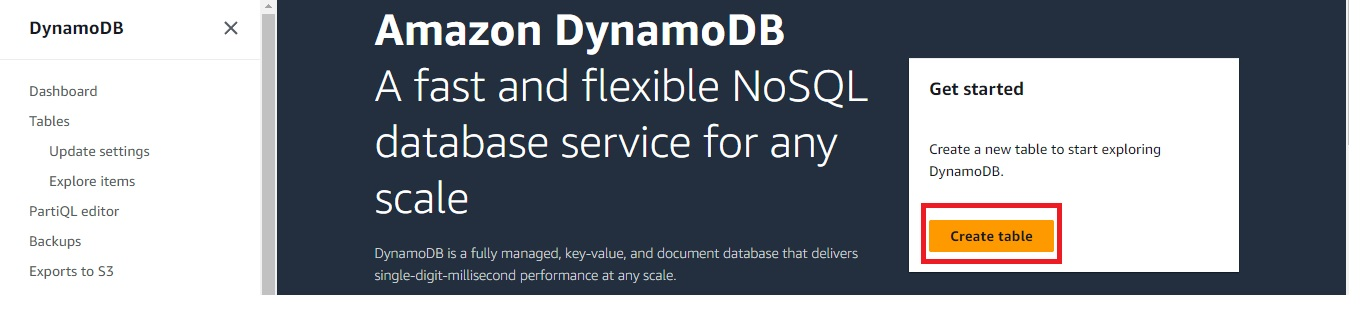 DynamoDB
Dashboard
Tables
Update settings
Explore items
PartiQL editor
Backups
Exports to S3
Amazon DynamoDB
A fast and flexible NoSQL
database service for any
scale
DynamoDB is a fully managed, key-value, and document database that delivers
single-digit-millisecond performance at any scale.
Get started
Create a new table to start exploring
DynamoDB.
Create table